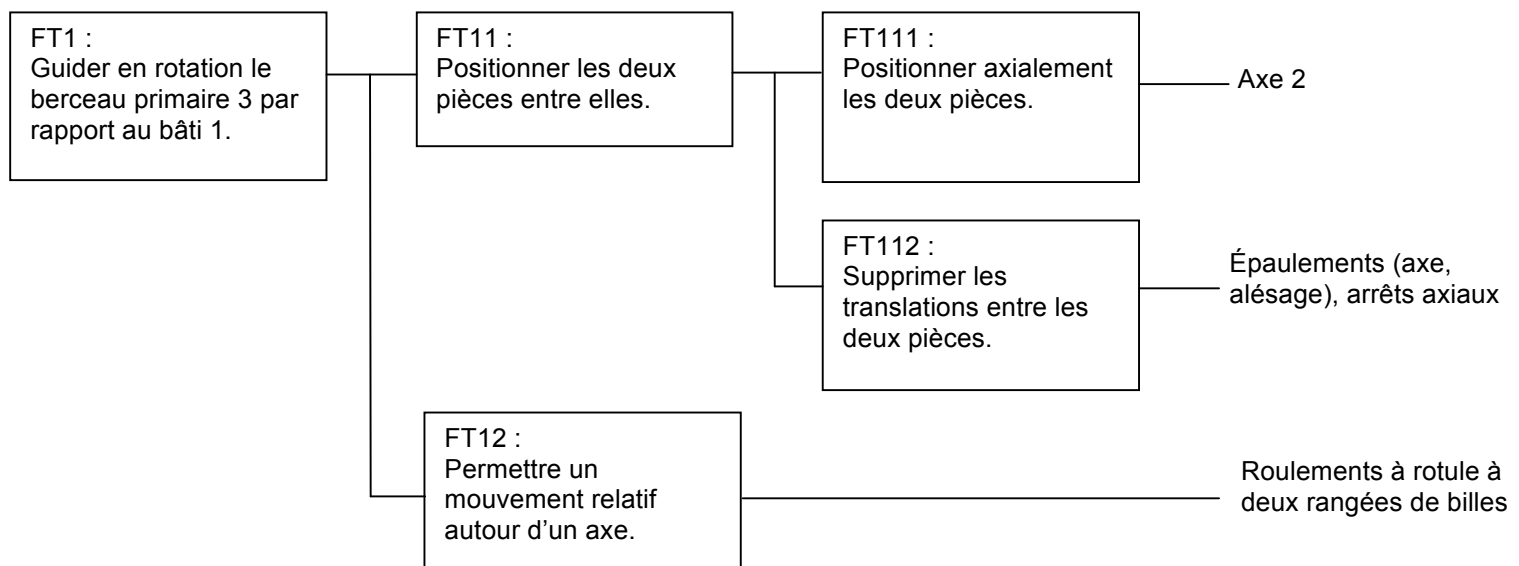 FT1 :
Guider en rotation le
berceau primaire 3 par
rapport au bâti 1.
FT11 :
Positionner les deux
pièces entre elles.
FT111 :
Positionner axialement
les deux pièces.
Axe 2
FT112 :
Supprimer les
translations entre les
deux pièces.
Épaulements (axe,
alésage), arrêts axiaux
FT12 :
Permettre un
mouvement relatif
autour d’un axe.
Roulements à rotule à
deux rangées de billes